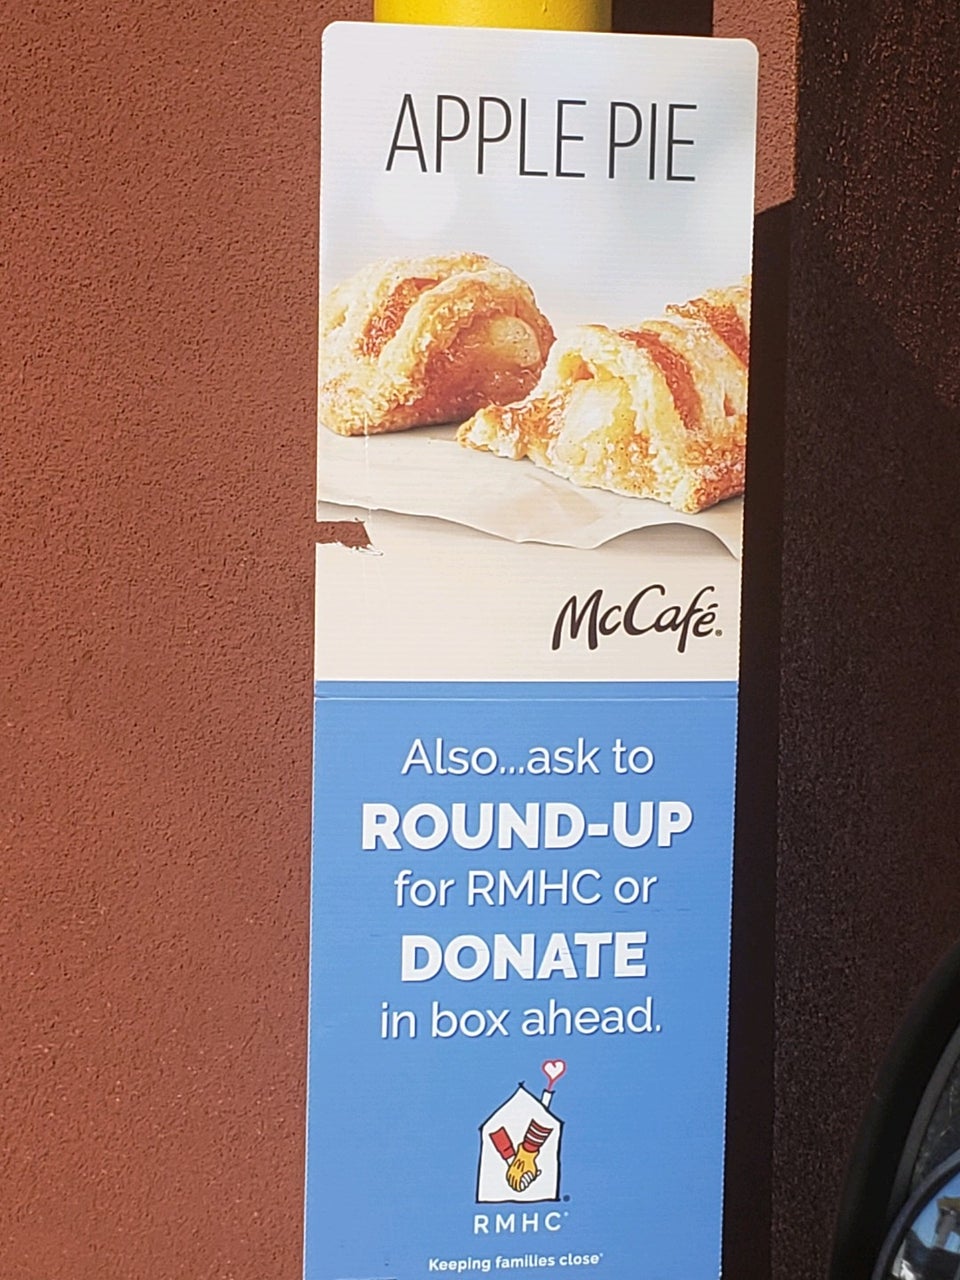 APPLE PIE
McCafé®
Also...ask to
ROUND-UP
for RMHC or
DONATE
in box ahead.
RMHC®
Keeping families close®